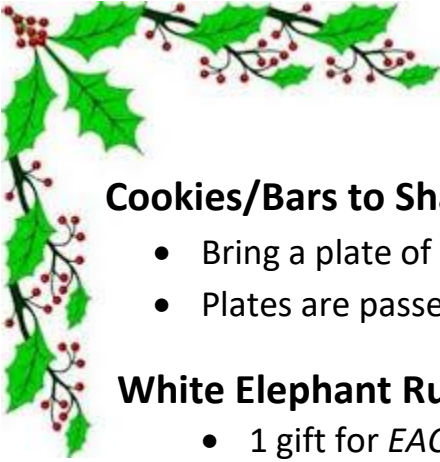 Cookies/Bars to Sha
• Bring a plate of
• Plates are passe
White Elephant Ru
• 1 gift for EAC